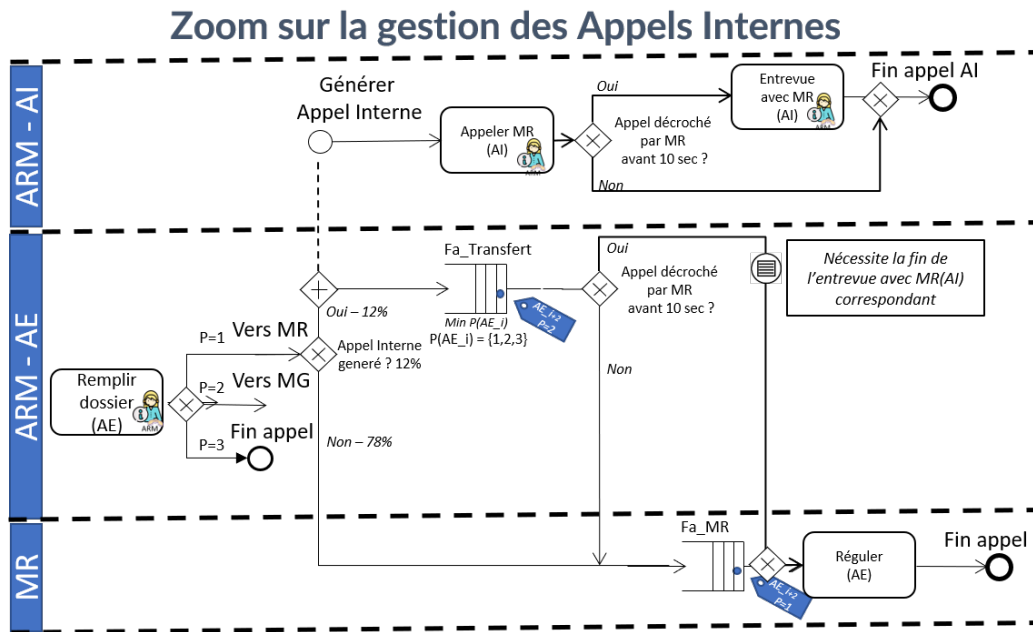 Zoom sur la gestion des Appels Internes
ARM - AI
Générer
Appel Interne
Appeler MR
(AI)
ARM
Oui
Appel décroché
par MR
avant 10 sec ?
Non
Entrevue
avec MR
(AI)
ARM
Fin appel AI
ARM - AE
Remplir
dossier
(AE)
ARM
P=1
Vers MR
P=2
Vers MG
P=3
Fin appel
Oui – 12%
Appel Interne
generé ? 12%
Non – 78%
Fa_Transfert
Min P(AE_i)
P(AE_i) = {1,2,3}
AE_i+2
P=2
Oui
Appel décroché
par MR
avant 10 sec ?
Non
Nécessite la fin de
l’entrevue avec MR(AI)
correspondant
MR
Fa_MR
AE_i+2
P=1
Réguler
(AE)
Fin appel